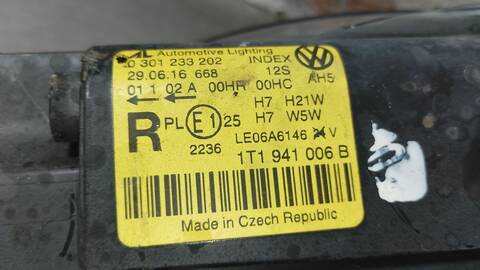 AL Automotive Lighting
0 301 233 202 INDEX
29.06.16 668 12S AH5
01 1 02 A 00HR 00HC
H7 H21W
R PL E1 25 H7 W5W
2236 LE06A6146 V
1T1 941 006 B
Made in Czech Republic